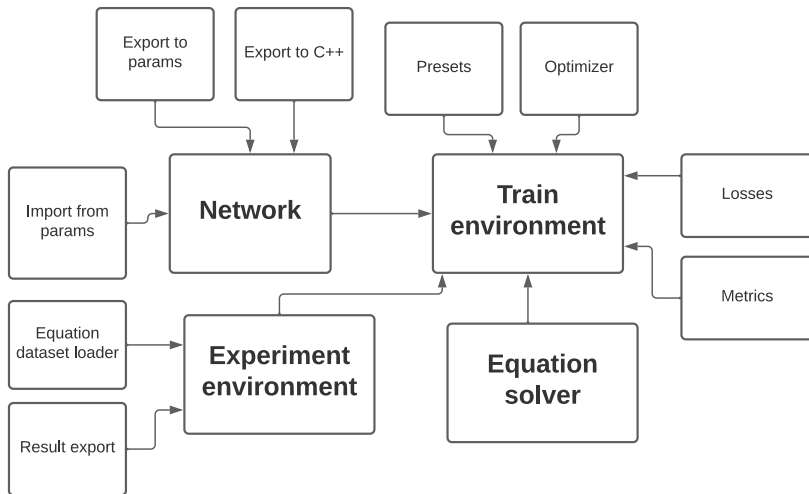 Export to
params
Export to C++
Presets
Optimizer
Import from
params
Network
Train
environment
Losses
Metrics
Equation
dataset loader
Experiment
environment
Equation
solver
Result export